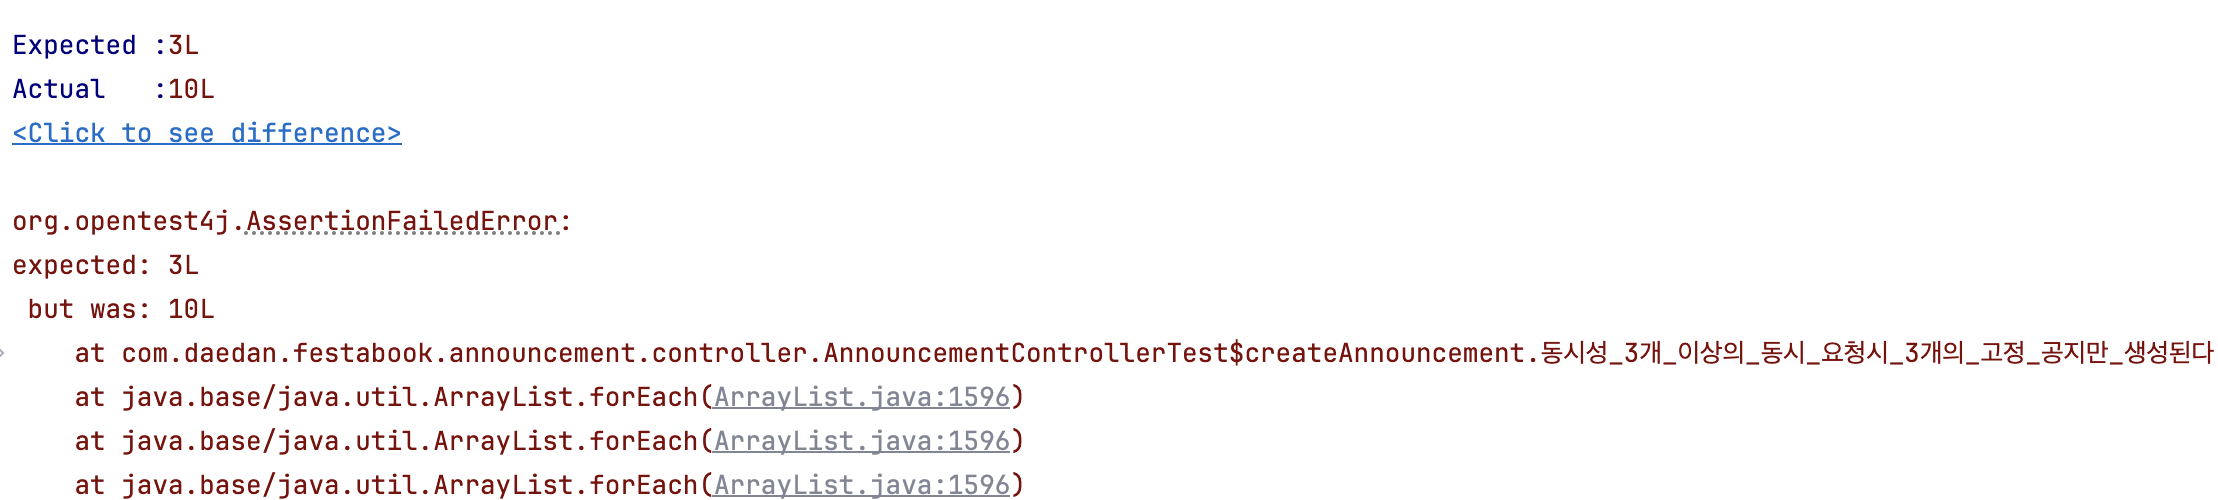 Expected :3L
Actual   :10L
<Click to see difference>
org.opentest4j.AssertionFailedError:
expected: 3L
 but was: 10L
    at com.daedan.festabook.announcement.controller.AnnouncementControllerTest$createAnnouncement.동시성_3개_이상의_동시_요청시_3개의_고정_공지만_생성된다
    at java.base/java.util.ArrayList.forEach(ArrayList.java:1596)
    at java.base/java.util.ArrayList.forEach(ArrayList.java:1596)
    at java.base/java.util.ArrayList.forEach(ArrayList.java:1596)